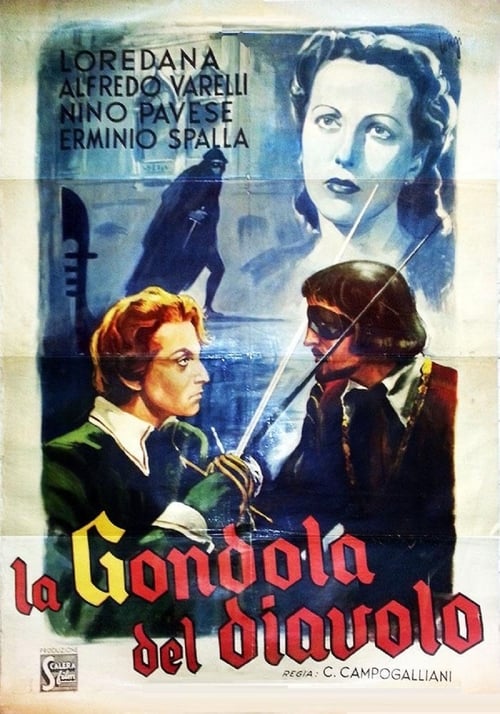 LOREDANA
ALFREDO VARELLI
NINO PAVESE
ERMINIO SPALLA
la Gondola
del diavolo
PRODUZIONE
SCALERA
Film
REGIA: C. CAMPOGALLIANI